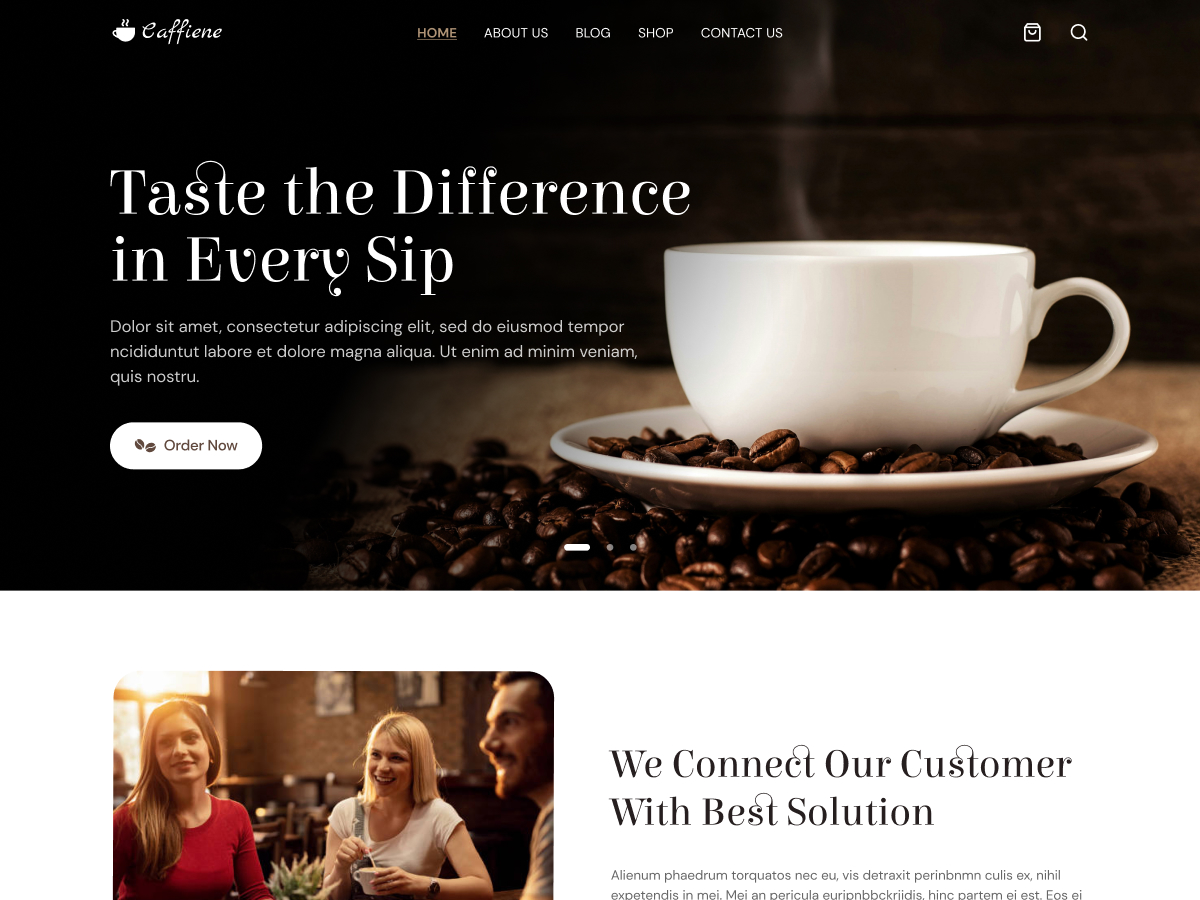 Caffiene
HOME ABOUT US BLOG SHOP CONTACT US
Taste the Difference
in Every Sip
Dolor sit amet, consectetur adipiscing elit, sed do eiusmod tempor
ncididuntut labore et dolore magna aliqua. Ut enim ad minim veniam,
quis nostru.
Order Now
We Connect Our Customer
With Best Solution
Alienum phaedrum torquatos nec eu, vis detraxit perinbnmn culis ex, nihil
expetendis in mei. Mei an pericula euripnbbckrijdis, hinc partem ei est. Eos ei